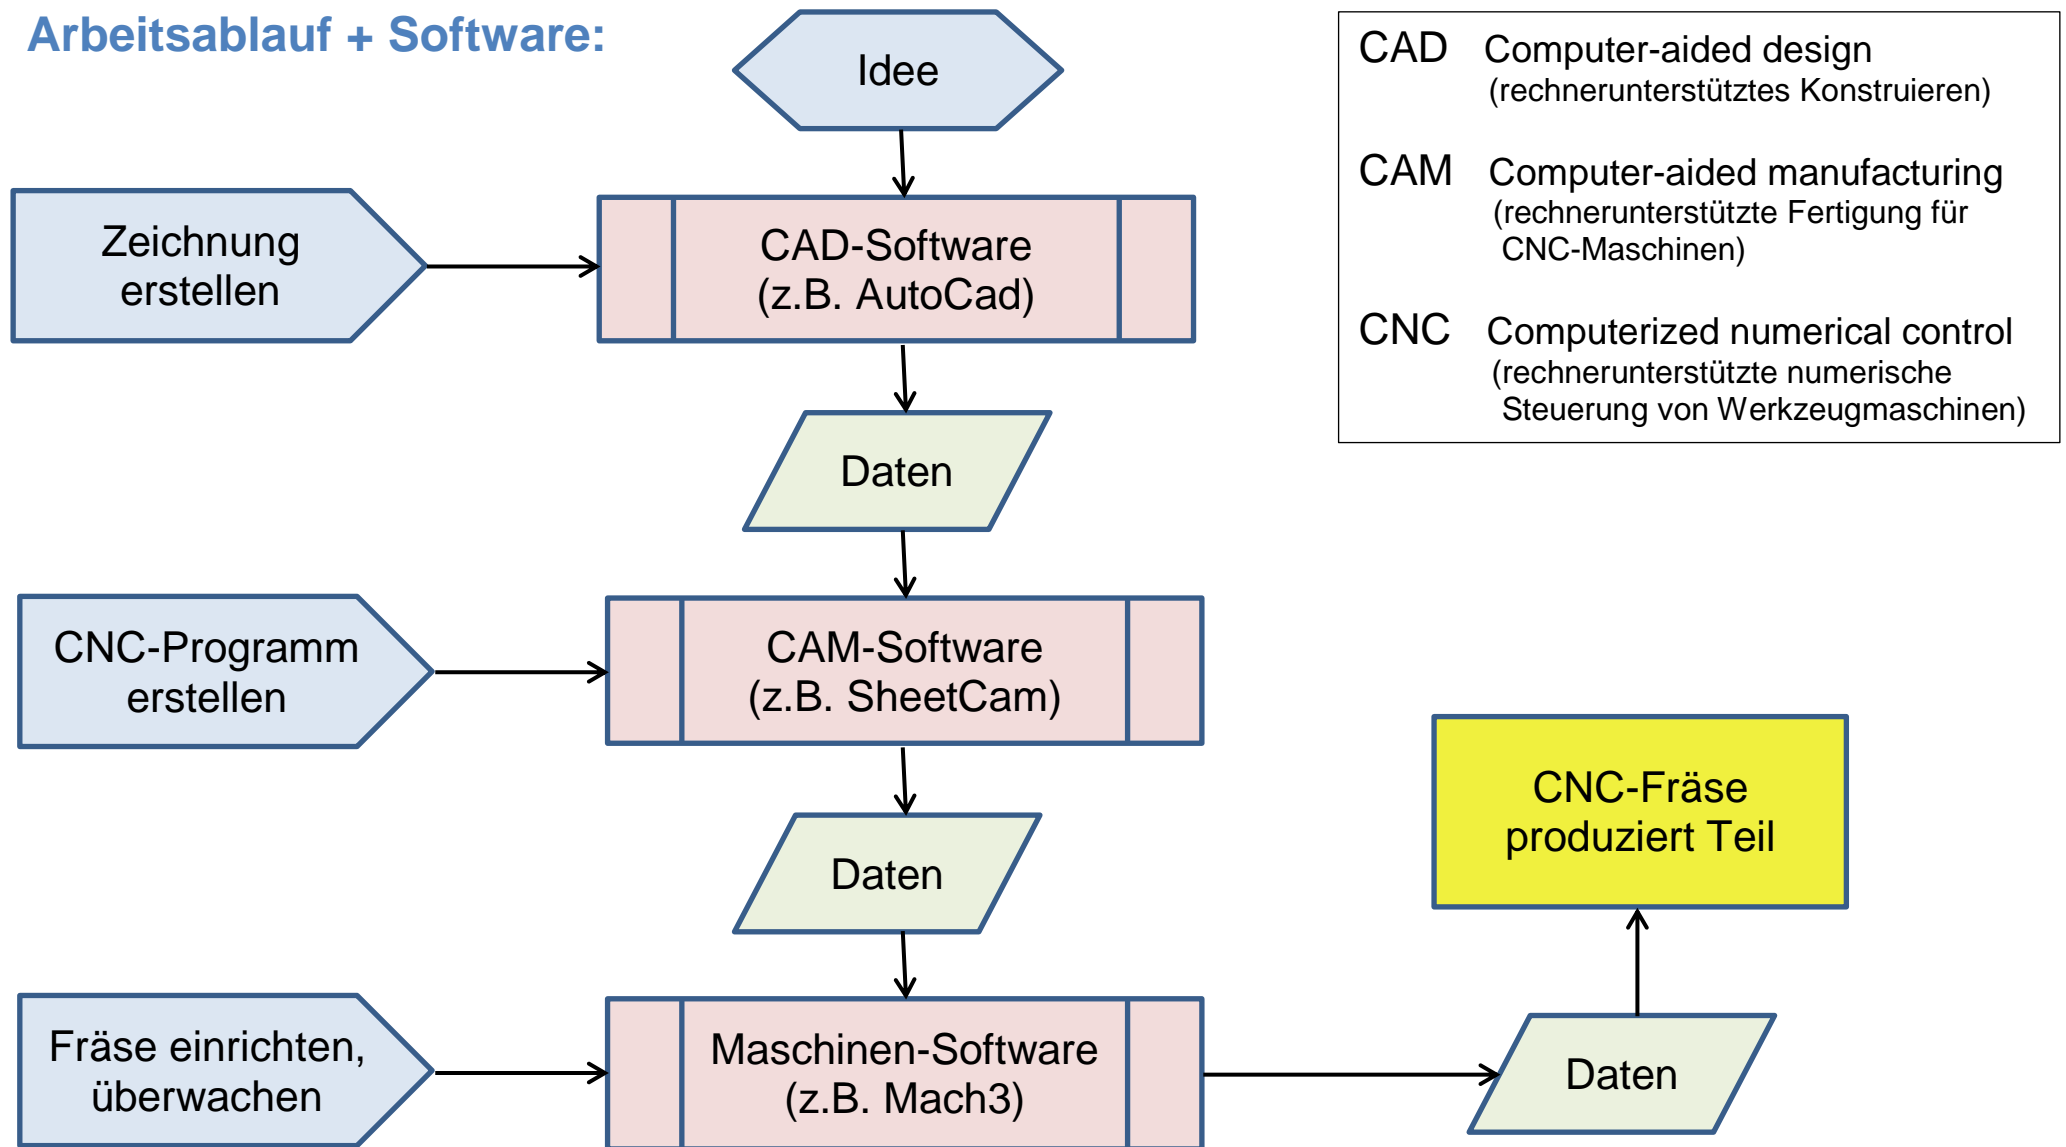 Arbeitsablauf + Software:
Idee
CAD Computer-aided design
(rechnerunterstütztes Konstruieren)
CAM Computer-aided manufacturing
(rechnerunterstützte Fertigung für
CNC-Maschinen)
CNC Computerized numerical control
(rechnerunterstützte numerische
Steuerung von Werkzeugmaschinen)
Zeichnung
erstellen
CAD-Software
(z.B. AutoCad)
Daten
CNC-Programm
erstellen
CAM-Software
(z.B. SheetCam)
Daten
Fräse einrichten,
überwachen
Maschinen-Software
(z.B. Mach3)
Daten
CNC-Fräse
produziert Teil